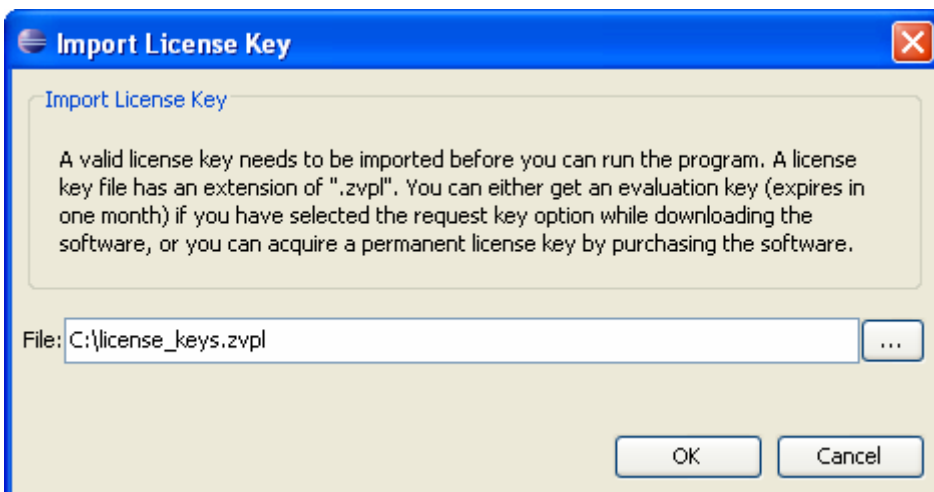 Import License Key
Import License Key
A valid license key needs to be imported before you can run the program. A license
key file has an extension of ".zvpl". You can either get an evaluation key (expires in
one month) if you have selected the request key option while downloading the
software, or you can acquire a permanent license key by purchasing the software.
File: C:\license_keys.zvpl ...
OK Cancel